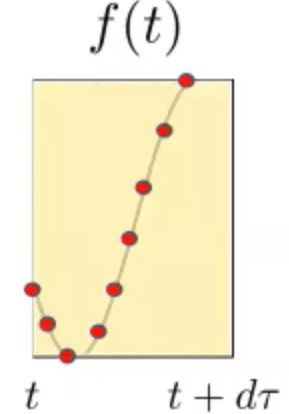 f(t)
t t + dτ